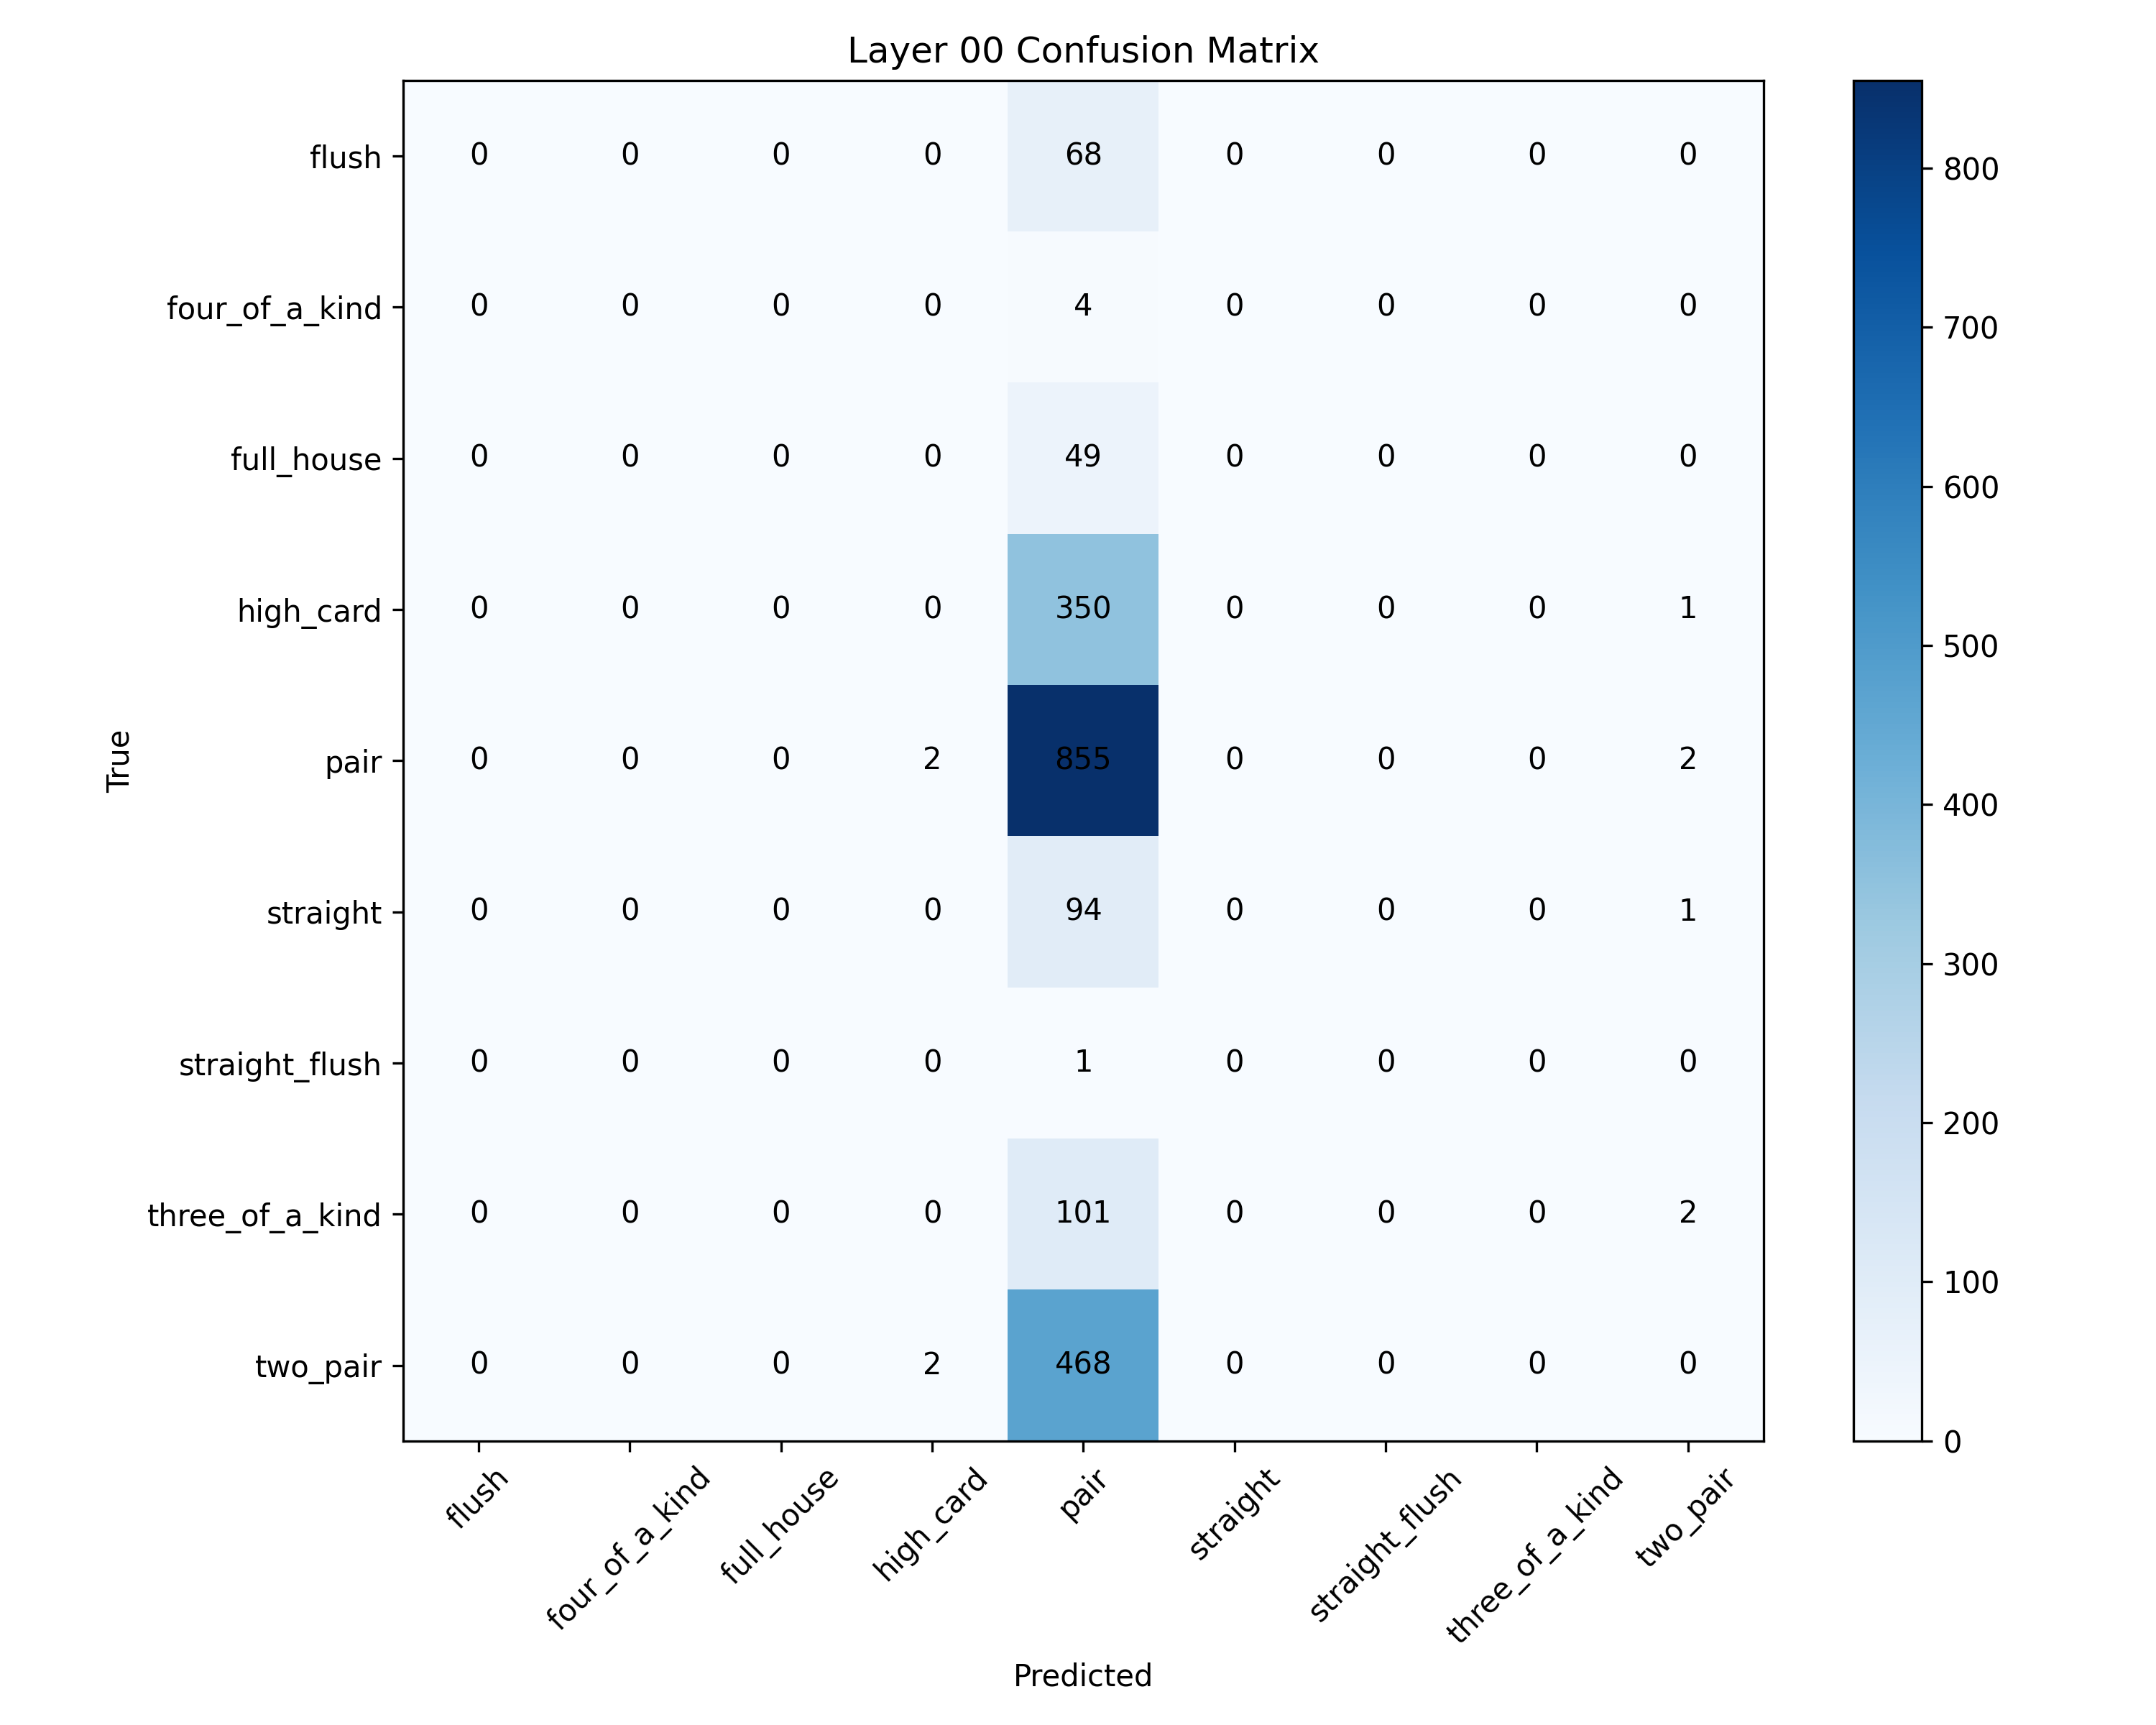 Layer 00 Confusion Matrix
flush 0 0 0 0 68 0 0 0 0
four_of_a_kind 0 0 0 0 4 0 0 0 0
full_house 0 0 0 0 49 0 0 0 0
high_card 0 0 0 0 350 0 0 0 1
pair 0 0 0 2 855 0 0 0 2
straight 0 0 0 0 94 0 0 0 1
straight_flush 0 0 0 0 1 0 0 0 0
three_of_a_kind 0 0 0 0 101 0 0 0 2
two_pair 0 0 0 2 468 0 0 0 0
True
flush four_of_a_kind full_house high_card pair straight straight_flush three_of_a_kind two_pair
Predicted
800
700
600
500
400
300
200
100
0